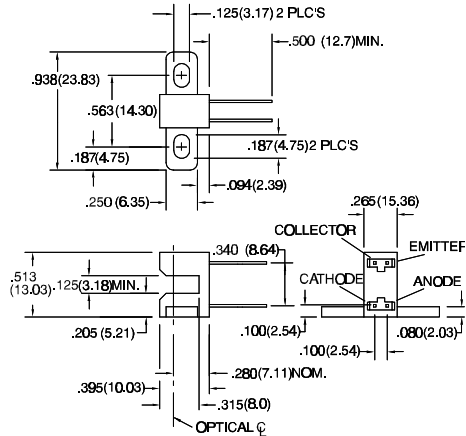 .125(3.17) 2 PLC'S
.500 (12.7)MIN.
.938(23.83)
.563(14.30)
.187(4.75)
.187(4.75)2 PLC'S
.094(2.39)
.250(6.35)
.265(15.36)
COLLECTOR
EMITTER
.340 (8.64)
.513
(13.03)
.125(3.18)MIN.
CATHODE
ANODE
.205 (5.21)
.100(2.54)
.080(2.03)
.100(2.54)
.280(7.11)NOM.
.395(10.03)
.315(8.0)
OPTICAL ℄